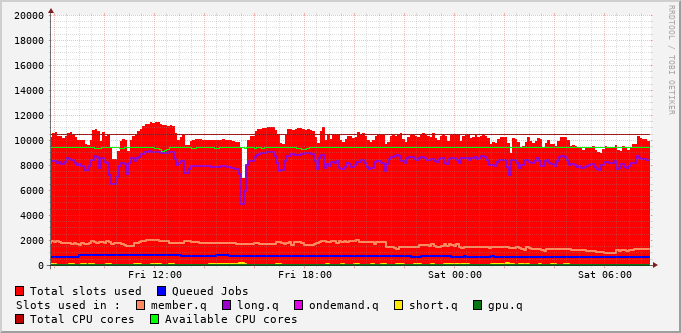 RRDTOOL / TOBI OETIKER
20000
18000
16000
14000
12000
10000
8000
6000
4000
2000
0
Fri 12:00 Fri 18:00 Sat 00:00 Sat 06:00
Total slots used Queued Jobs
Slots used in : member.q long.q ondemand.q short.q gpu.q
Total CPU cores Available CPU cores